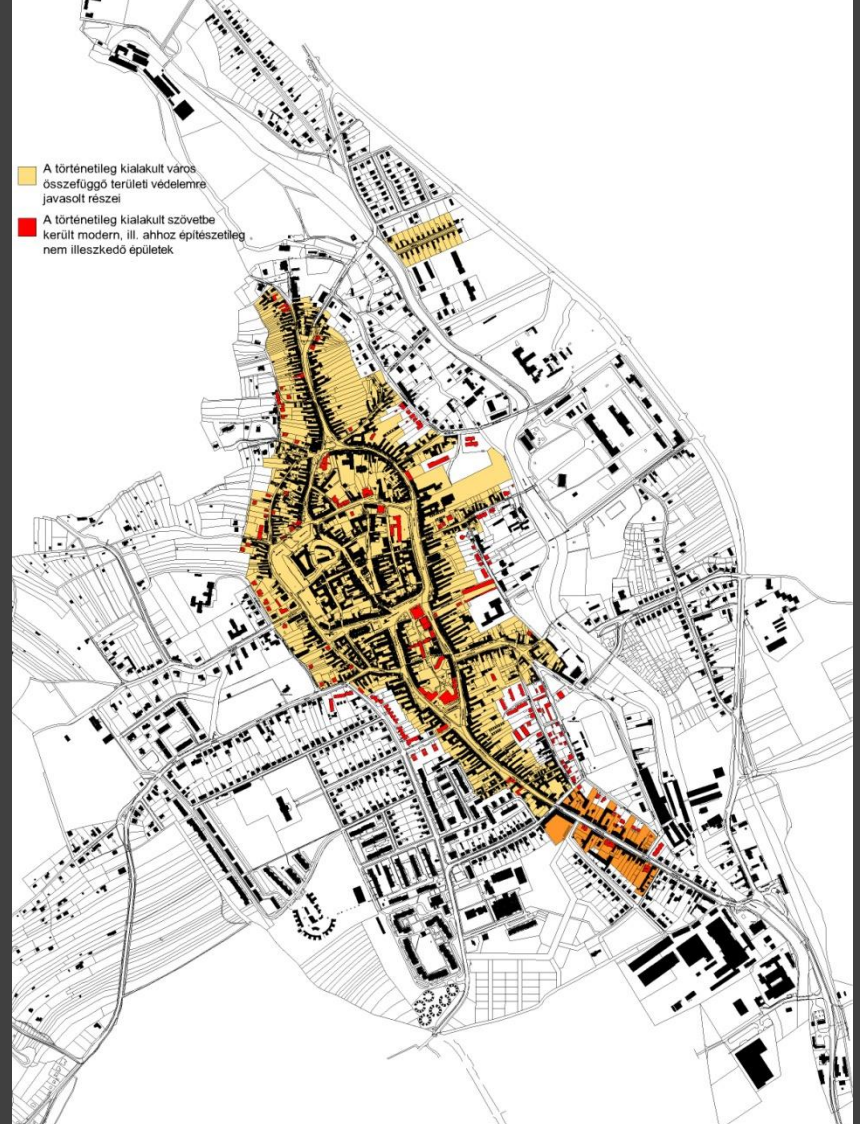 A történetileg kialakult város
összefüggő területi védelemre
javasolt részei
A történetileg kialakult szövetbe
került modern, ill. ahhoz építészetileg
nem illeszkedő épületek